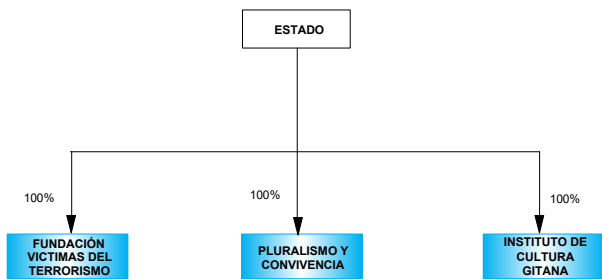 ESTADO
100%
100%
100%
FUNDACIÓN
VICTIMAS DEL
TERRORISMO
PLURALISMO Y
CONVIVENCIA
INSTITUTO DE
CULTURA
GITANA